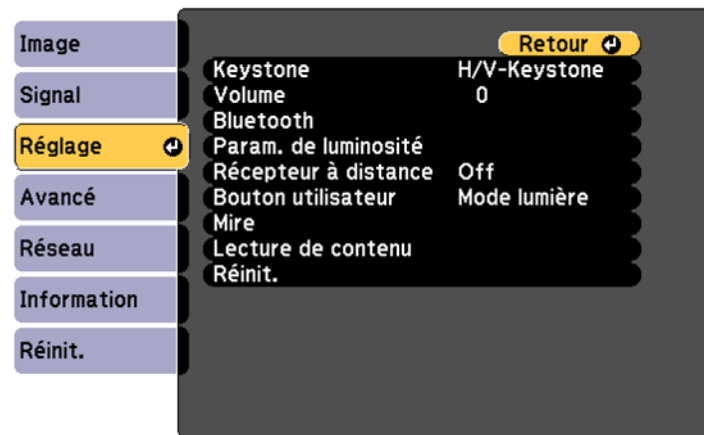 Image
Signal
Réglage
Avancé
Réseau
Information
Réinit.
Retour
Keystone H/V-Keystone
Volume 0
Bluetooth
Param. de luminosité
Récepteur à distance Off
Bouton utilisateur Mode lumière
Mire
Lecture de contenu
Réinit.